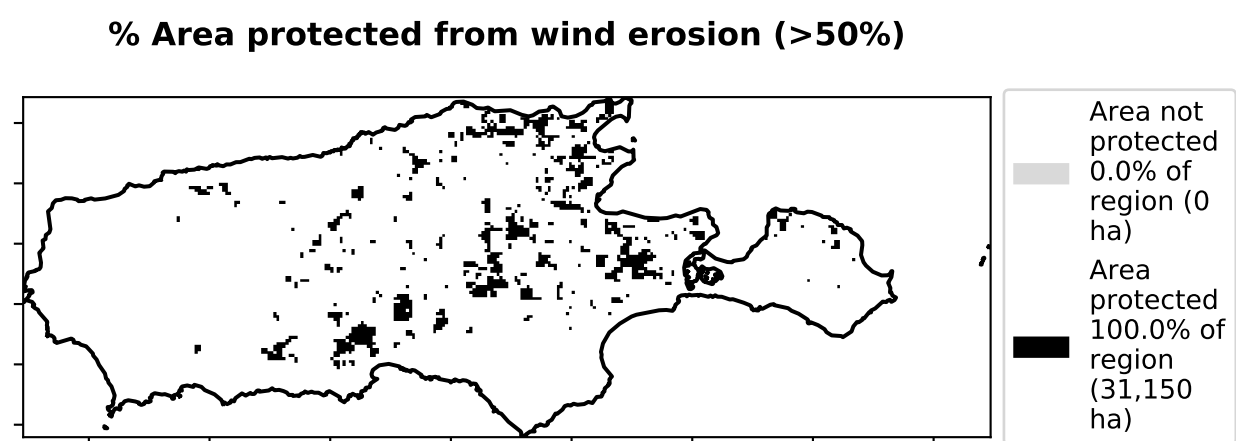 % Area protected from wind erosion (>50%)
Area not
protected
0.0% of
region (0
ha)
Area
protected
100.0% of
region
(31,150
ha)